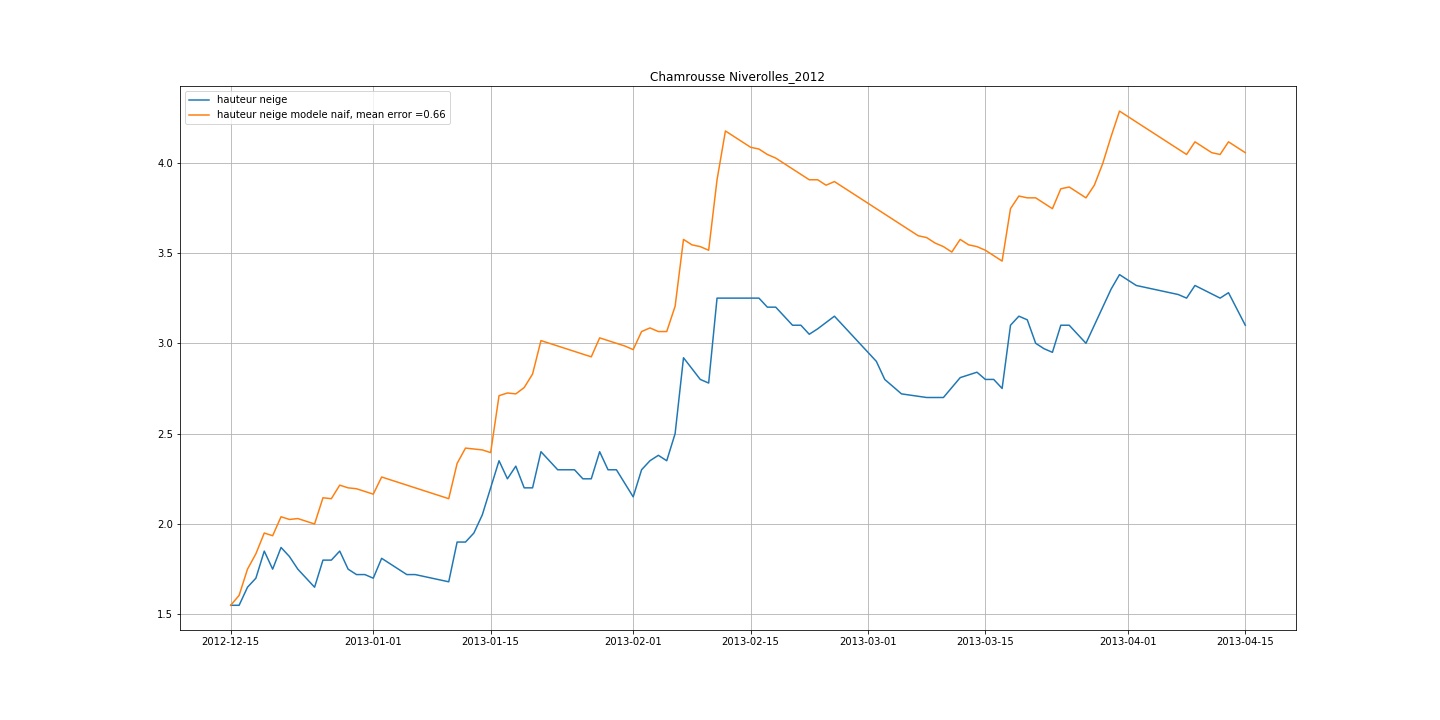 Chamrousse Niverolles_2012
hauteur neige
hauteur neige modele naif, mean error =0.66
4.0
3.5
3.0
2.5
2.0
1.5
2012-12-15 2013-01-01 2013-01-15 2013-02-01 2013-02-15 2013-03-01 2013-03-15 2013-04-01 2013-04-15